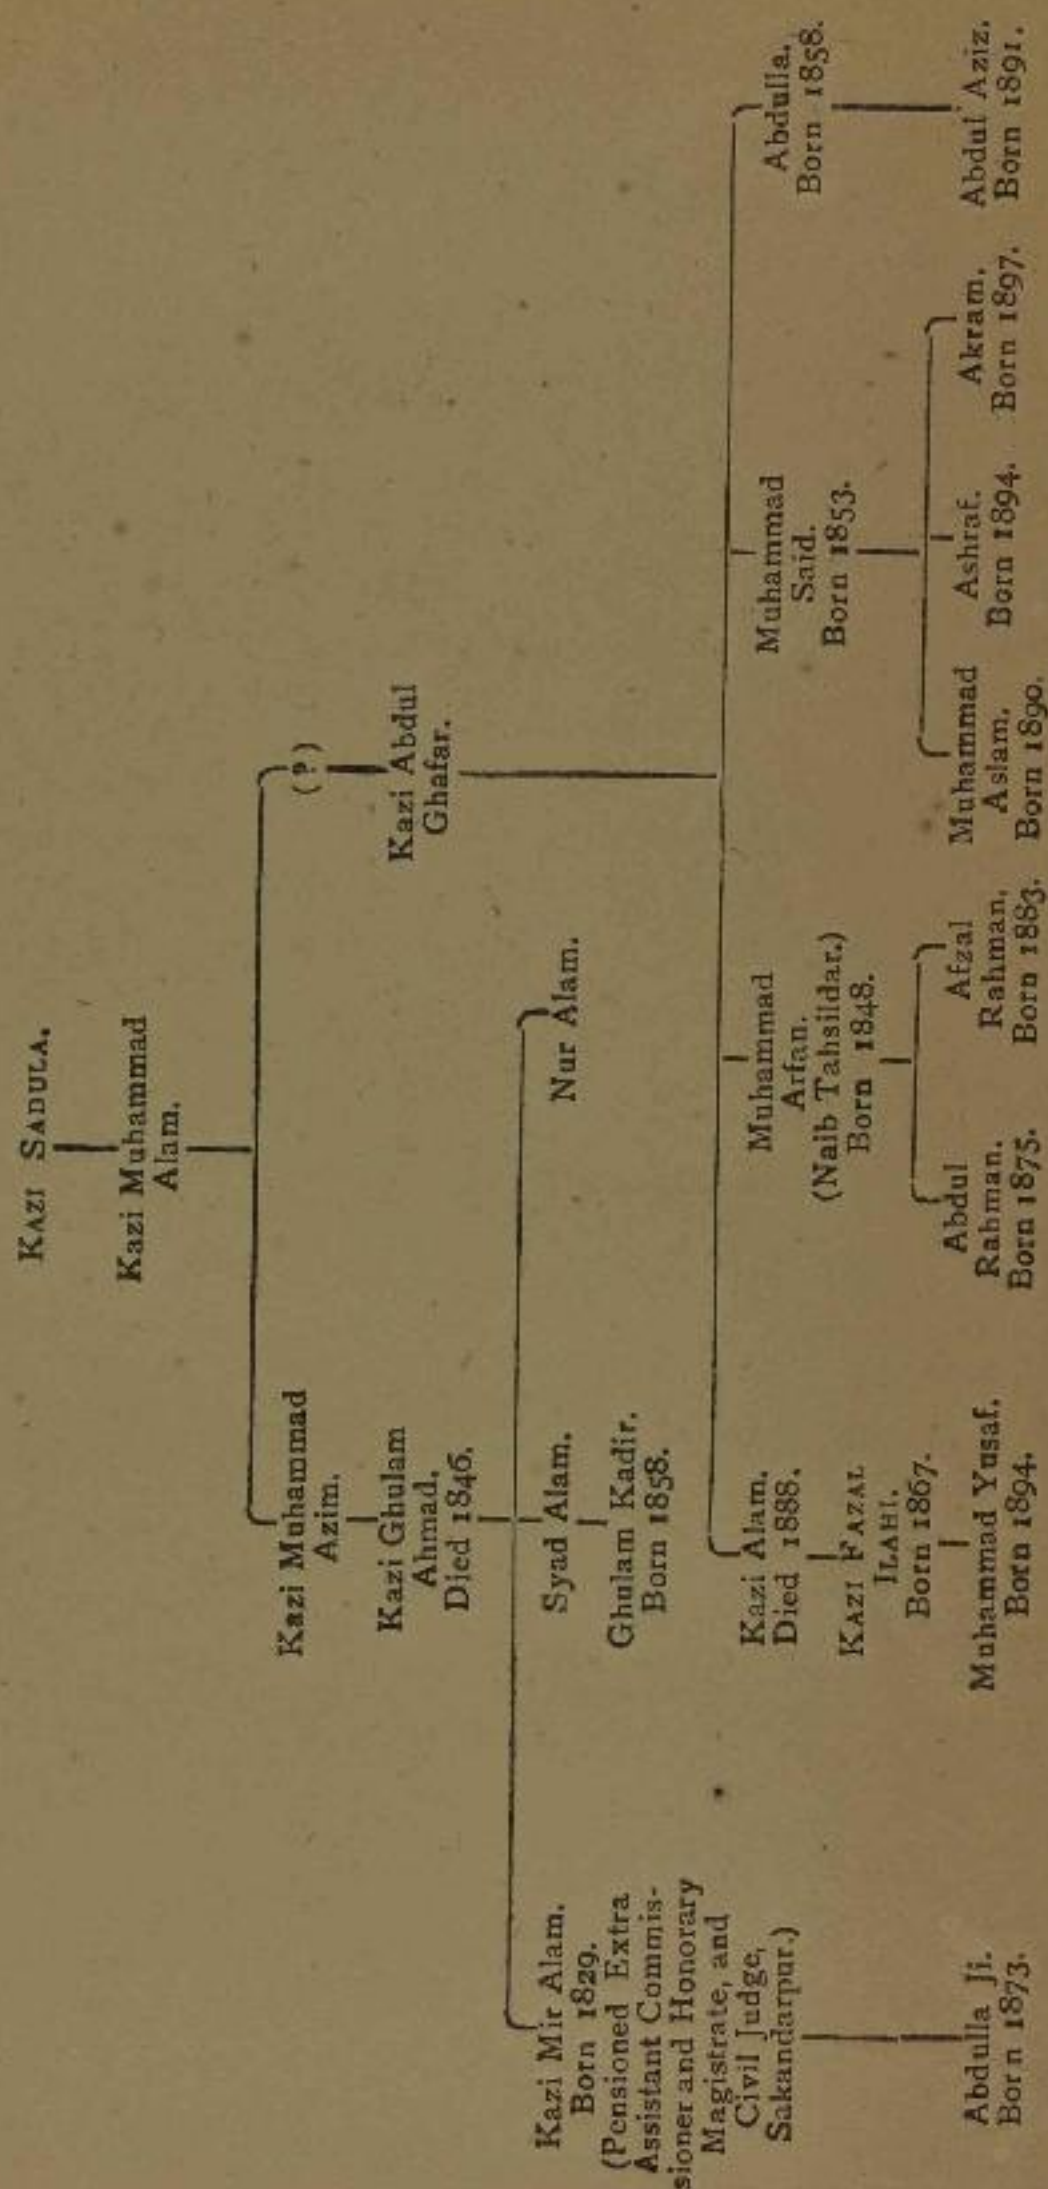 KAZI SADULA.
Kazi Muhammad
Alam.
Kazi Muhammad
Azim.
(?)
Kazi Ghulam
Ahmad.
Died 1846.
Kazi Abdul
Ghafar.
Kazi Mir Alam.
Born 1829.
(Pensioned Extra
Assistant Commis-
sioner and Honorary
Magistrate, and
Civil Judge,
Sakandarpur.)
Syad Alam.
Nur Alam.
Ghulam Kadir.
Born 1858.
Kazi Alam.
Died 1888.
Muhammad
Arfan.
(Naib Tahsildar.)
Born 1848.
Muhammad
Said.
Born 1853.
Abdulla.
Born 1858.
KAZI FAZAL
ILAHI.
Born 1867.
Abdulla Ji.
Born 1873.
Muhammad Yusaf.
Born 1894.
Abdul
Rahman.
Born 1875.
Afzal
Rahman.
Born 1883.
Muhammad
Aslam.
Born 1890.
Ashraf.
Born 1894.
Akram.
Born 1897.
Abdul Aziz.
Born 1891.